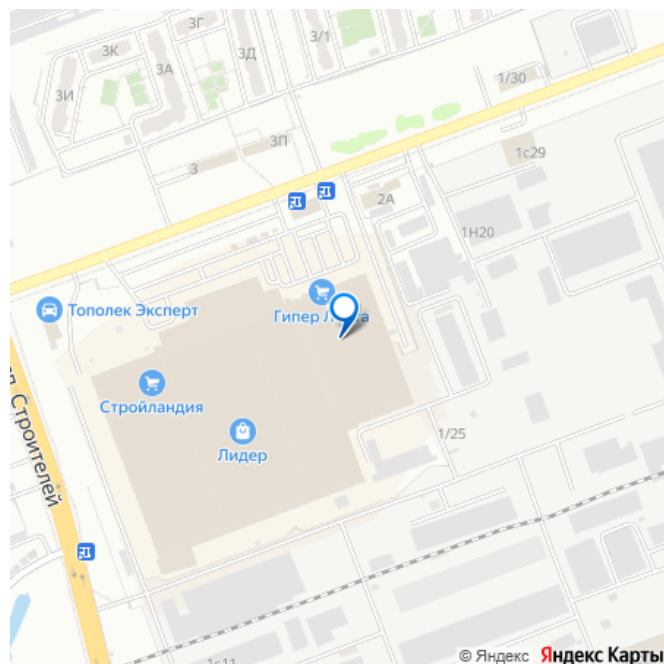 3Г
3К
3/1
3Д
3А
3И
1/30
3П
3
1с29
2А
1Н20
Тополек Эксперт
Гипер
Стройландия
Лидер
1/25
Строителей
© Яндекс Яндекс Карты
1с11